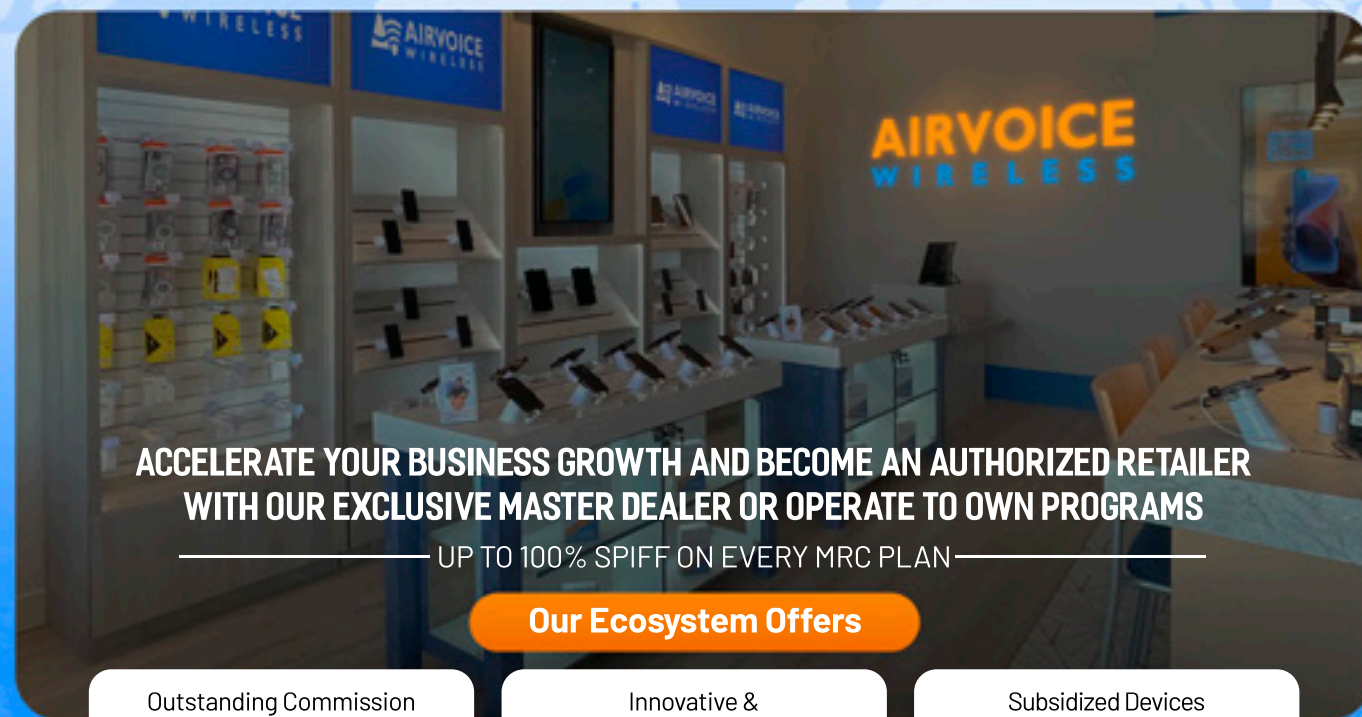 WIRELESS
AIRVOICE
WIRELESS
AIRVOICE
WIRELESS
AIRVOICE
AIRVOICE
WIRELESS
ACCELERATE YOUR BUSINESS GROWTH AND BECOME AN AUTHORIZED RETAILER
WITH OUR EXCLUSIVE MASTER DEALER OR OPERATE TO OWN PROGRAMS
UP TO 100% SPIFF ON EVERY MRC PLAN
Our Ecosystem Offers
Outstanding Commission
Innovative &
Subsidized Devices